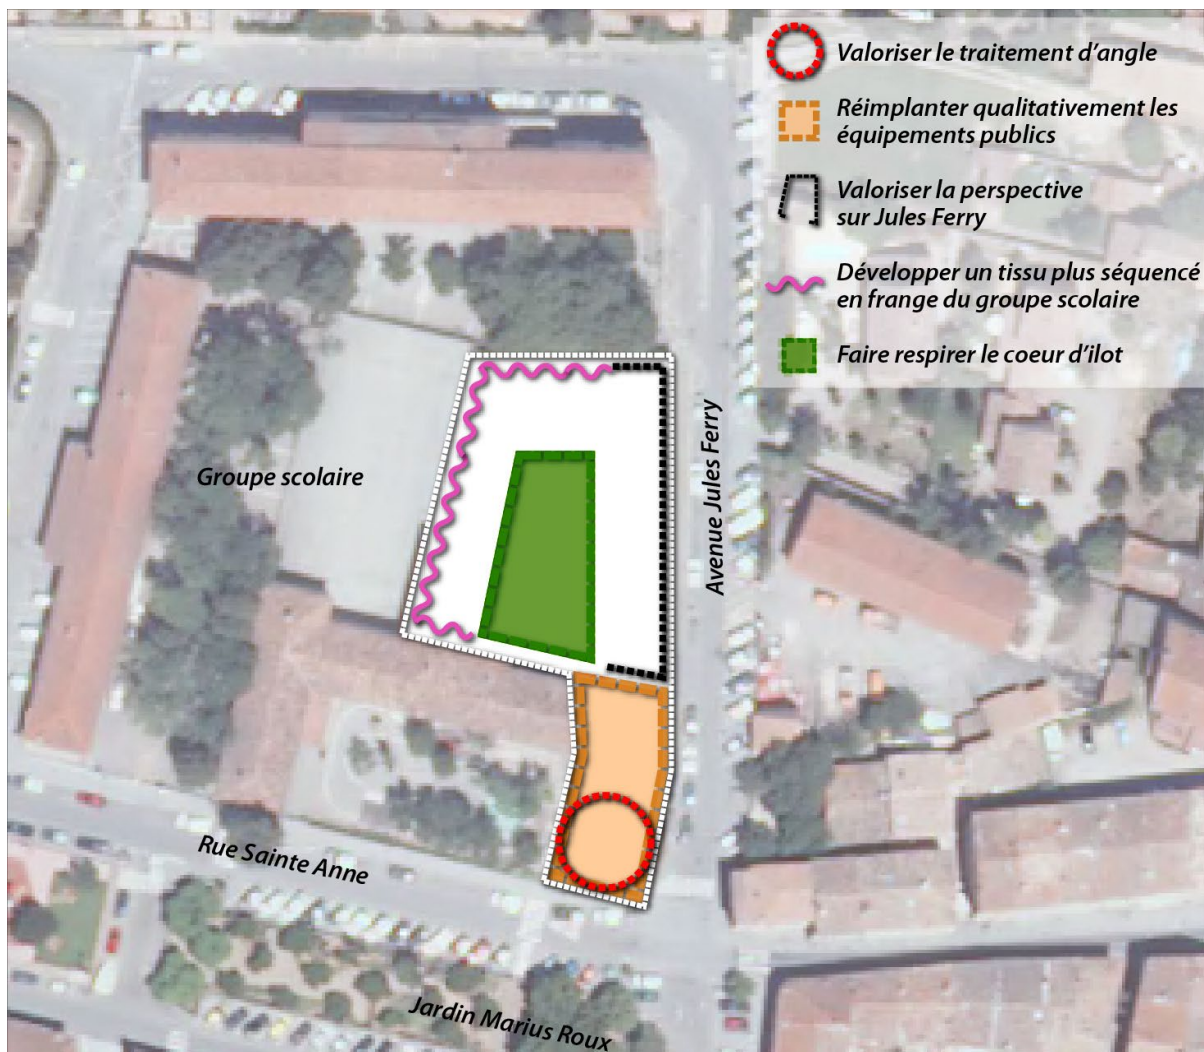 Valoriser le traitement d'angle
Réimplanter qualitativement les
équipements publics
Valoriser la perspective
sur Jules Ferry
Développer un tissu plus séquencé
en frange du groupe scolaire
Faire respirer le coeur d'ilot
Groupe scolaire
Avenue Jules Ferry
Rue Sainte Anne
Jardin Marius Roux